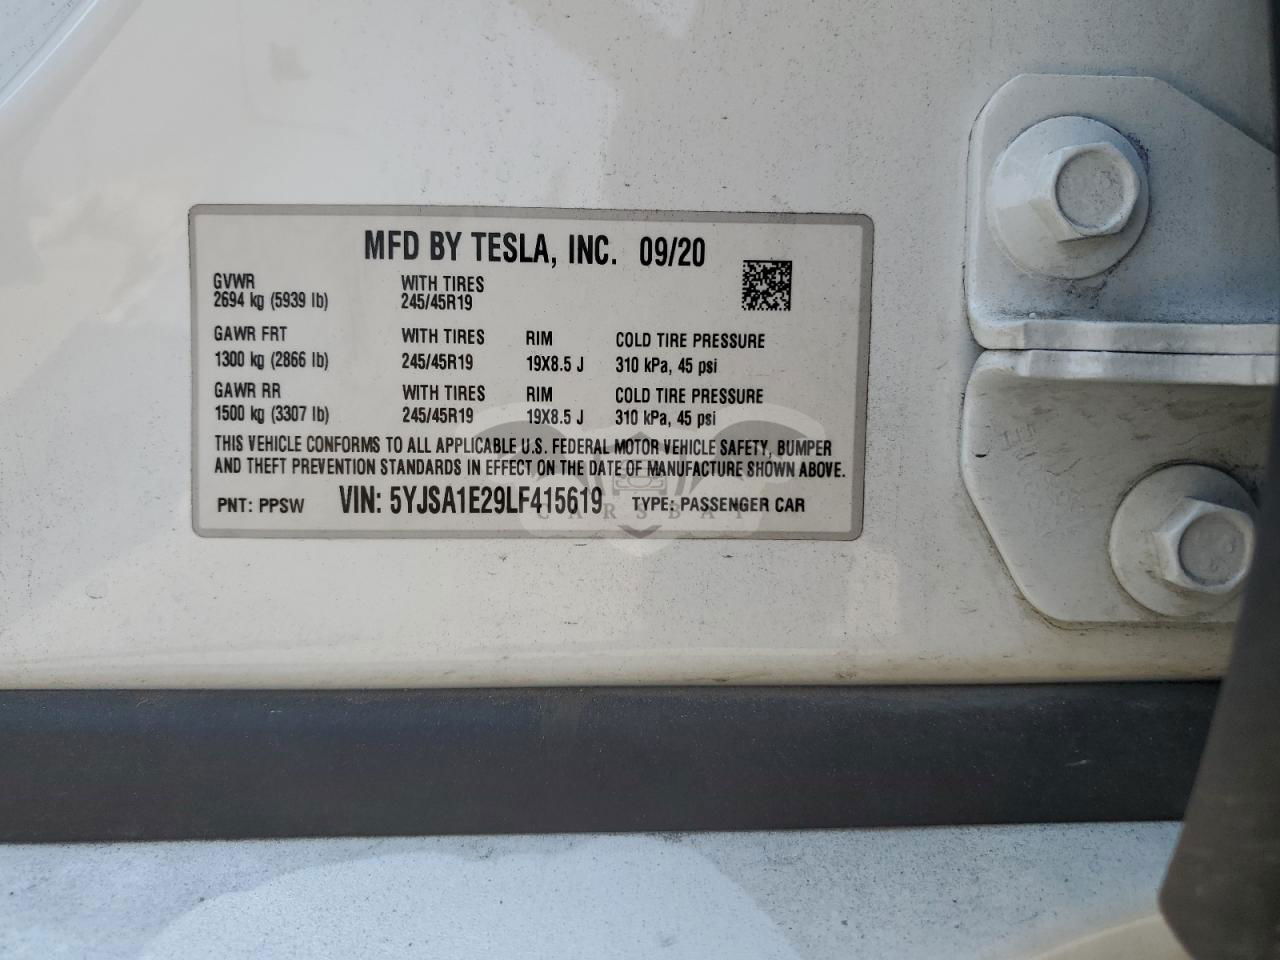 MFD BY TESLA, INC. 09/20
GVWR WITH TIRES
2694 kg (5939 lb) 245/45R19
GAWR FRT WITH TIRES RIM COLD TIRE PRESSURE
1300 kg (2866 lb) 245/45R19 19X8.5 J 310 kPa, 45 psi
GAWR RR WITH TIRES RIM COLD TIRE PRESSURE
1500 kg (3307 lb) 245/45R19 19X8.5 J 310 kPa, 45 psi
THIS VEHICLE CONFORMS TO ALL APPLICABLE U.S. FEDERAL MOTOR VEHICLE SAFETY, BUMPER
AND THEFT PREVENTION STANDARDS IN EFFECT ON THE DATE OF MANUFACTURE SHOWN ABOVE.
PNT: PPSW VIN: 5YJSA1E29LF415619 TYPE: PASSENGER CAR
CARSBAY